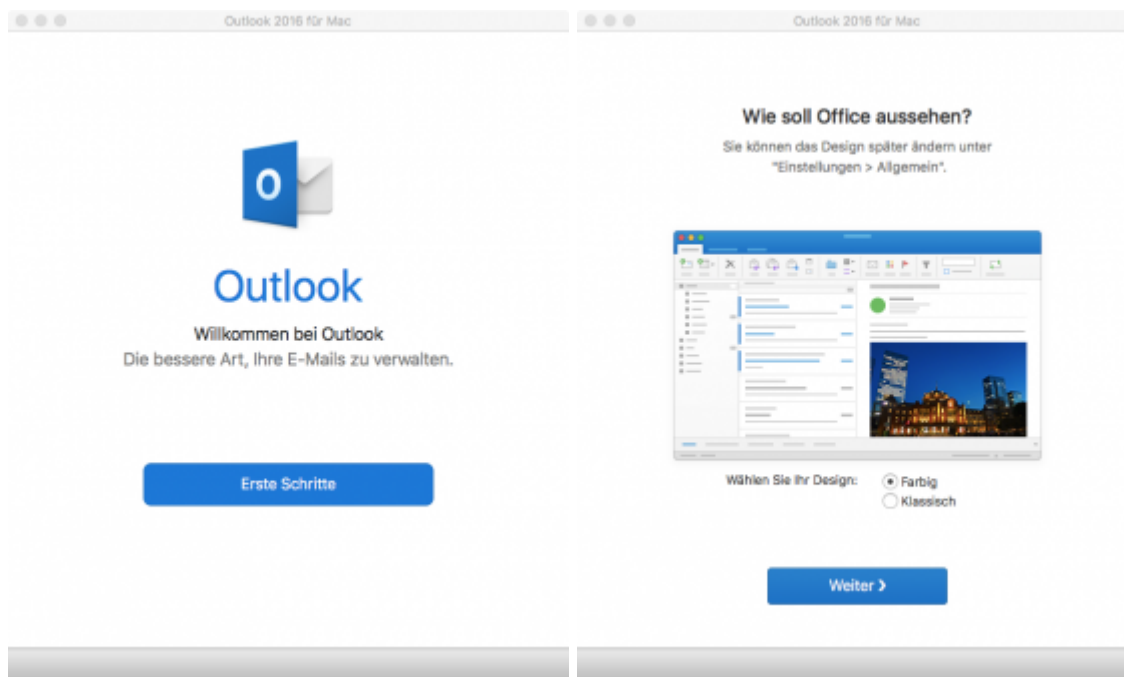 Outlook 2016 für Mac
O
Outlook
Willkommen bei Outlook
Die bessere Art, Ihre E-Mails zu verwalten.
Erste Schritte
Outlook 2016 für Mac
Wie soll Office aussehen?
Sie können das Design später ändern unter
"Einstellungen > Allgemein".
Wählen Sie Ihr Design:
Farbig
Klassisch
Weiter ❯